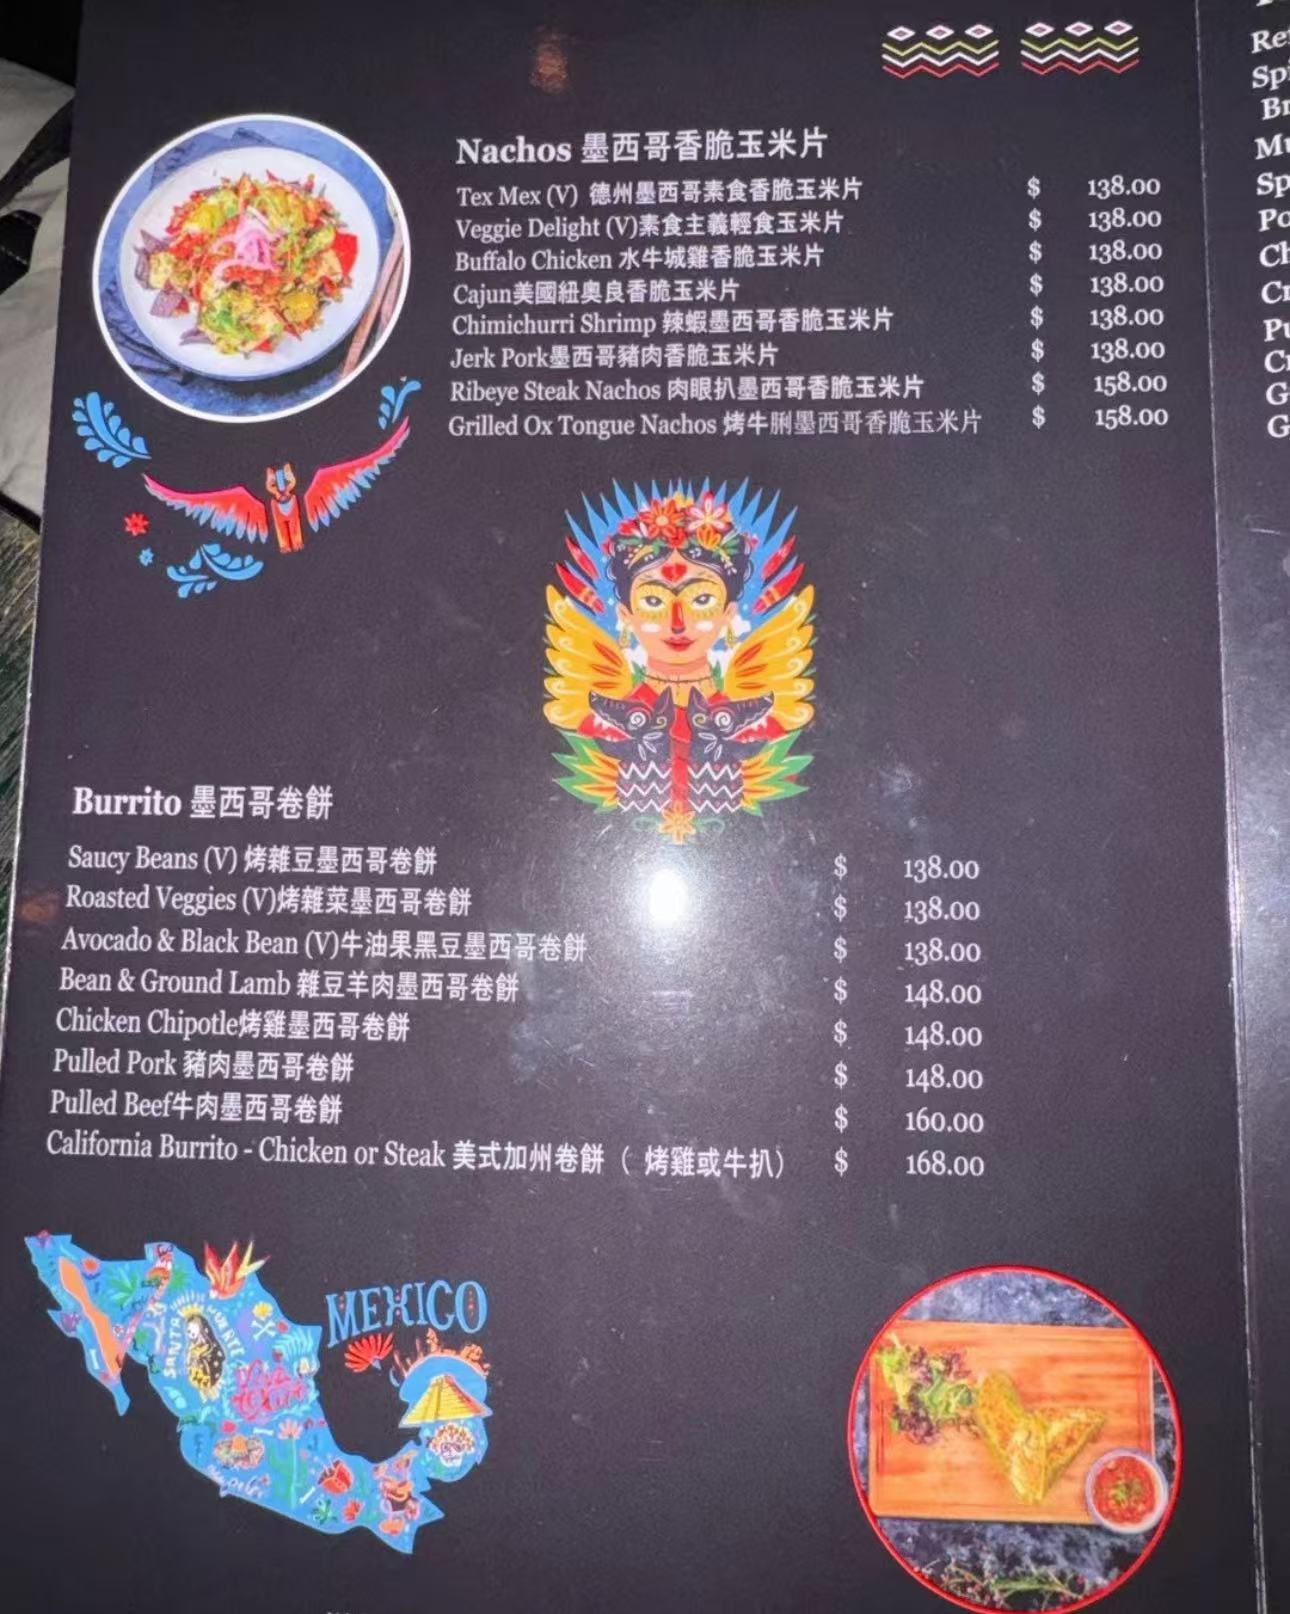 Nachos 墨西哥香脆玉米片
Tex Mex (V) 德州墨西哥素食香脆玉米片 $ 138.00
Veggie Delight (V)素食主義輕食玉米片 $ 138.00
Buffalo Chicken 水牛城雞香脆玉米片 $ 138.00
Cajun美國紐奧良香脆玉米片 $ 138.00
Chimichurri Shrimp 辣蝦墨西哥香脆玉米片 $ 138.00
Jerk Pork墨西哥豬肉香脆玉米片 $ 138.00
Ribeye Steak Nachos 肉眼扒墨西哥香脆玉米片 $ 158.00
Grilled Ox Tongue Nachos 烤牛脷墨西哥香脆玉米片 $ 158.00
Burrito 墨西哥卷餅
Saucy Beans (V) 烤雜豆墨西哥卷餅 $ 138.00
Roasted Veggies (V)烤雜菜墨西哥卷餅 $ 138.00
Avocado & Black Bean (V)牛油果黑豆墨西哥卷餅 $ 138.00
Bean & Ground Lamb 雜豆羊肉墨西哥卷餅 $ 148.00
Chicken Chipotle烤雞墨西哥卷餅 $ 148.00
Pulled Pork 豬肉墨西哥卷餅 $ 148.00
Pulled Beef牛肉墨西哥卷餅 $ 160.00
California Burrito - Chicken or Steak 美式加州卷餅（ 烤雞或牛扒） $ 168.00
MEXICO
SANTA MUERTE